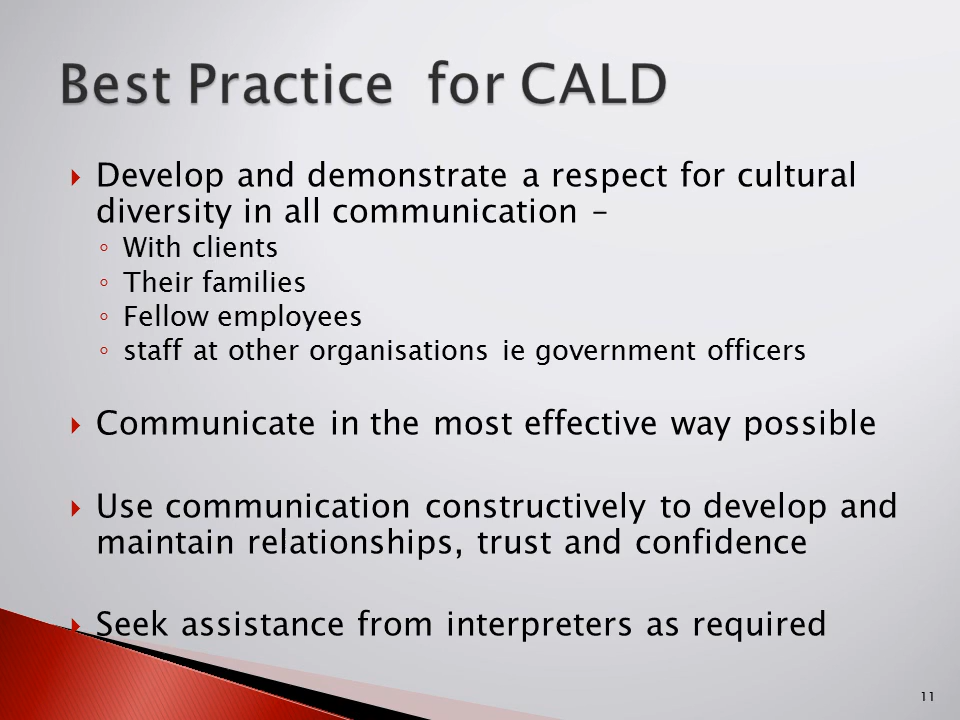 Best Practice  for CALD
Develop and demonstrate a respect for cultural
diversity in all communication –
With clients
Their families
Fellow employees
staff at other organisations ie government officers
Communicate in the most effective way possible
Use communication constructively to develop and
maintain relationships, trust and confidence
Seek assistance from interpreters as required
11